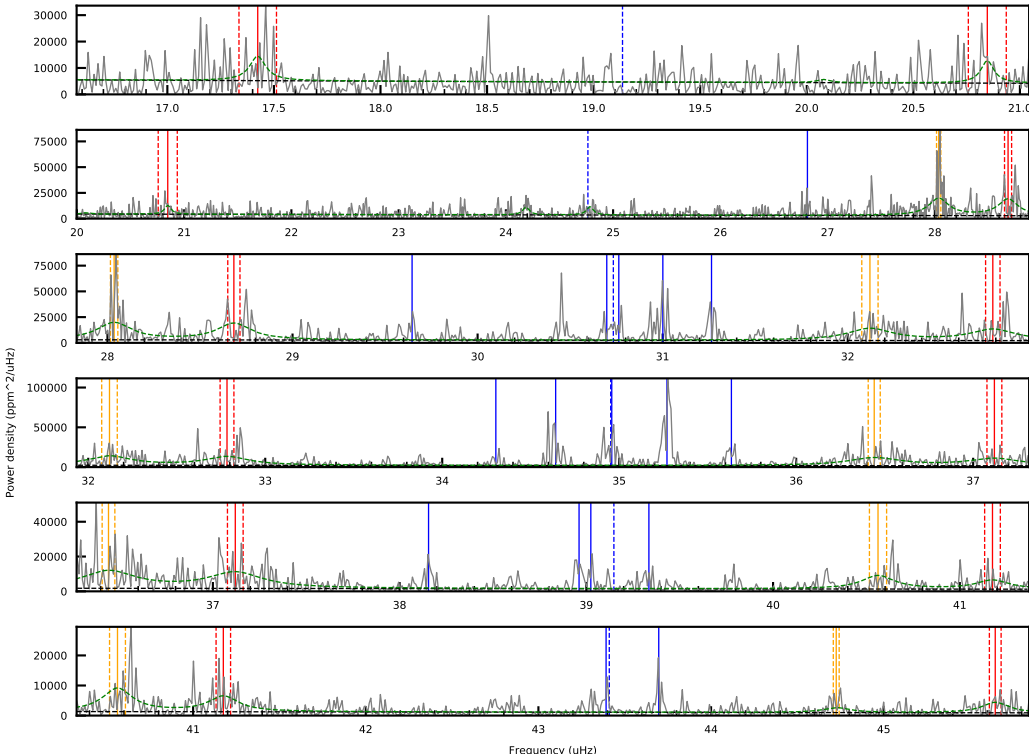 30000
20000
10000
0
17.0 17.5 18.0 18.5 19.0 19.5 20.0 20.5 21.0
75000
50000
25000
0
20 21 22 23 24 25 26 27 28
75000
50000
25000
0
28 29 30 31 32
Power density (ppm^2/uHz)
100000
50000
0
32 33 34 35 36 37
40000
20000
0
37 38 39 40 41
20000
10000
0
41 42 43 44 45
Frequency (uHz)